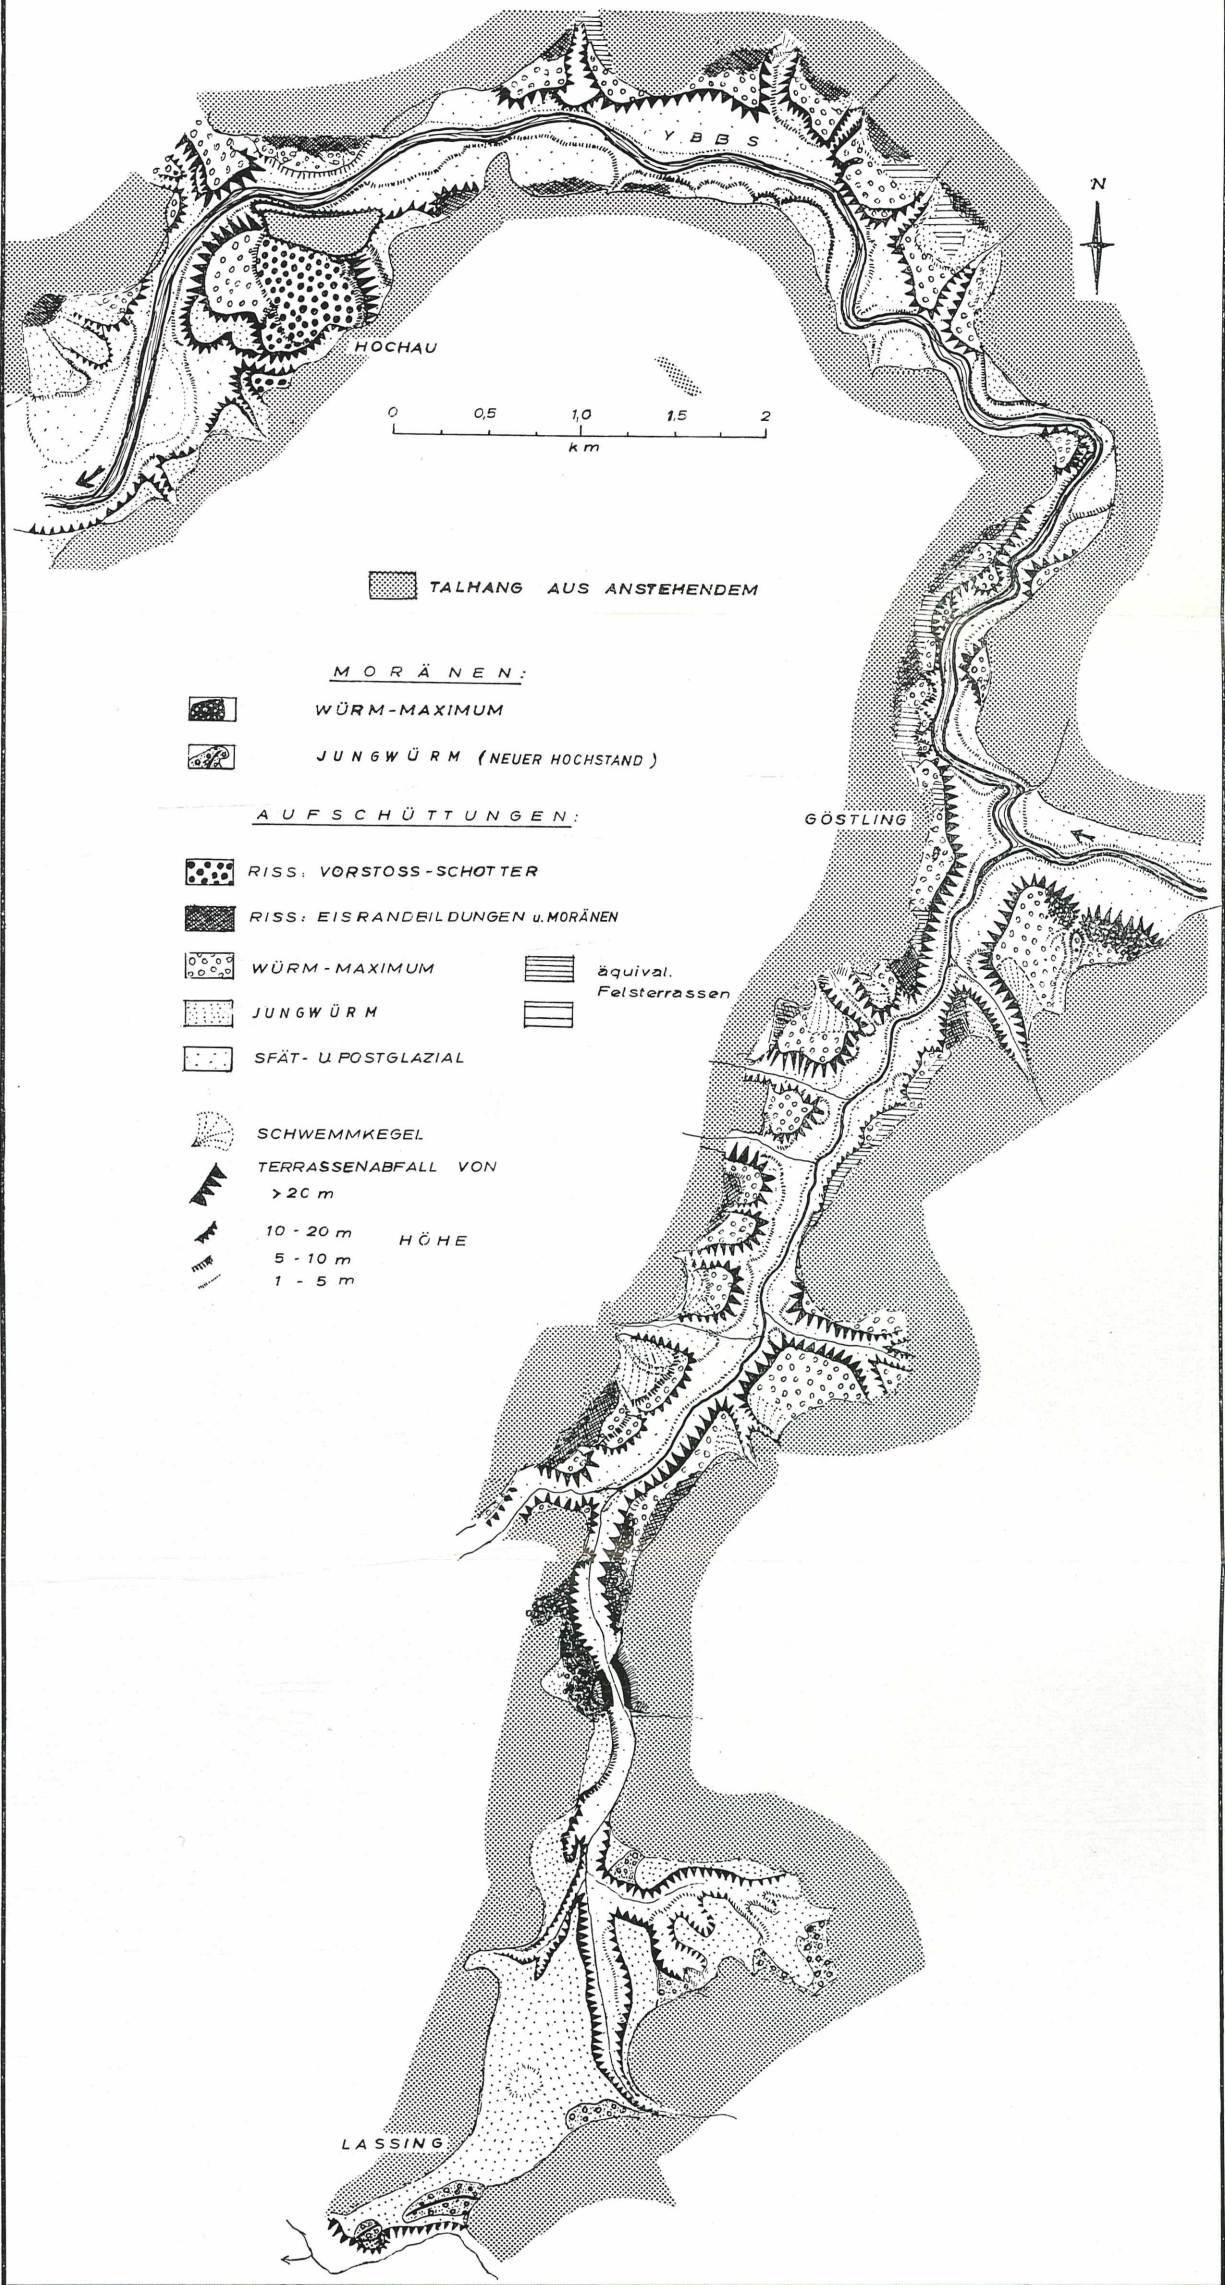 YBBS
N
HOCHAU
0 0,5 1,0 1,5 2
km
TALHANG AUS ANSTEHENDEM
MORÄNEN:
WÜRM-MAXIMUM
JUNGWÜRM (NEUER HOCHSTAND)
GÖSTLING
AUFSCHÜTTUNGEN:
RISS: VORSTOSS-SCHOTTER
RISS: EISRANDBILDUNGEN u. MORÄNEN
WÜRM-MAXIMUM
äquival.
Felsterrassen
JUNGWÜRM
SPÄT- U. POSTGLAZIAL
SCHWEMMKEGEL
TERRASSENABFALL VON
>20 m
10-20 m HÖHE
5-10 m
1-5 m
LASSING